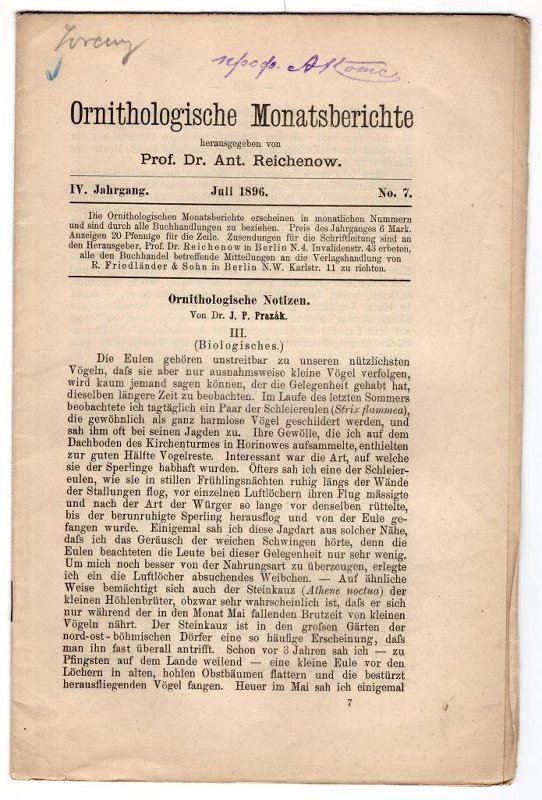 Lorenz
проф. А Коте
Ornithologische Monatsberichte
herausgegeben von
Prof. Dr. Ant. Reichenow.
IV. Jahrgang. Juli 1896. No. 7.
Die Ornithologischen Monatsberichte erscheinen in monatlichen Nummern
und sind durch alle Buchhandlungen zu beziehen. Preis des Jahrganges 6 Mark.
Anzeigen 20 Pfennige für die Zeile. Zusendungen für die Schriftleitung sind an
den Herausgeber, Prof. Dr. Reichenow in Berlin N. 4. Invalidenstr. 43 erbeten,
alle den Buchhandel betreffende Mitteilungen an die Verlagshandlung von
R. Friedländer & Sohn in Berlin N.W. Karlstr. 11 zu richten.
Ornithologische Notizen.
Von Dr. J. P. Prazák.
III.
(Biologisches.)
Die Eulen gehören unstreitbar zu unseren nützlichsten
Vögeln, daſs sie aber nur ausnahmsweise kleine Vögel verfolgen,
wird kaum jemand sagen können, der die Gelegenheit gehabt hat,
dieselben längere Zeit zu beobachten. Im Laufe des letzten Sommers
beobachtete ich tagtäglich ein Paar der Schleiereulen (Strix flammea),
die gewöhnlich als ganz harmlose Vögel geschildert werden, und
sah ihm oft bei seinen Jagden zu. Ihre Gewölle, die ich auf dem
Dachboden des Kirchenturmes in Horinowes aufsammelte, enthielten
zur guten Hälfte Vogelreste. Interessant war die Art, auf welche
sie der Sperlinge habhaft wurden. Öfters sah ich eine der Schleier-
eulen, wie sie in stillen Frühlingsnächten ruhig längs der Wände
der Stallungen flog, vor einzelnen Luftlöchern ihren Flug mässigte
und nach der Art der Würger so lange vor denselben rüttelte,
bis der berunruhigte Sperling herausflog und von der Eule ge-
fangen wurde. Einigemal sah ich diese Jagdart aus solcher Nähe,
daſs ich das Geräusch der weichen Schwingen hörte, denn die
Eulen beachteten die Leute bei dieser Gelegenheit nur sehr wenig.
Um mich noch besser von der Nahrungsart zu überzeugen, erlegte
ich ein die Luftlöcher absuchendes Weibchen. — Auf ähnliche
Weise bemächtigt sich auch der Steinkauz (Athene noctua) der
kleinen Höhlenbrüter, obzwar sehr wahrscheinlich ist, daſs er sich
nur während der in den Monat Mai fallenden Brutzeit von kleinen
Vögeln nährt. Der Steinkauz ist in den groſsen Gärten der
nord-ost-böhmischen Dörfer eine so häufige Erscheinung, daſs
man ihn fast überall antrifft. Schon vor 3 Jahren sah ich — zu
Pfingsten auf dem Lande weilend — eine kleine Eule vor den
Löchern in alten, hohlen Obstbäumen flattern und die bestürzt
herausfliegenden Vögel fangen. Heuer im Mai sah ich einigemal
7